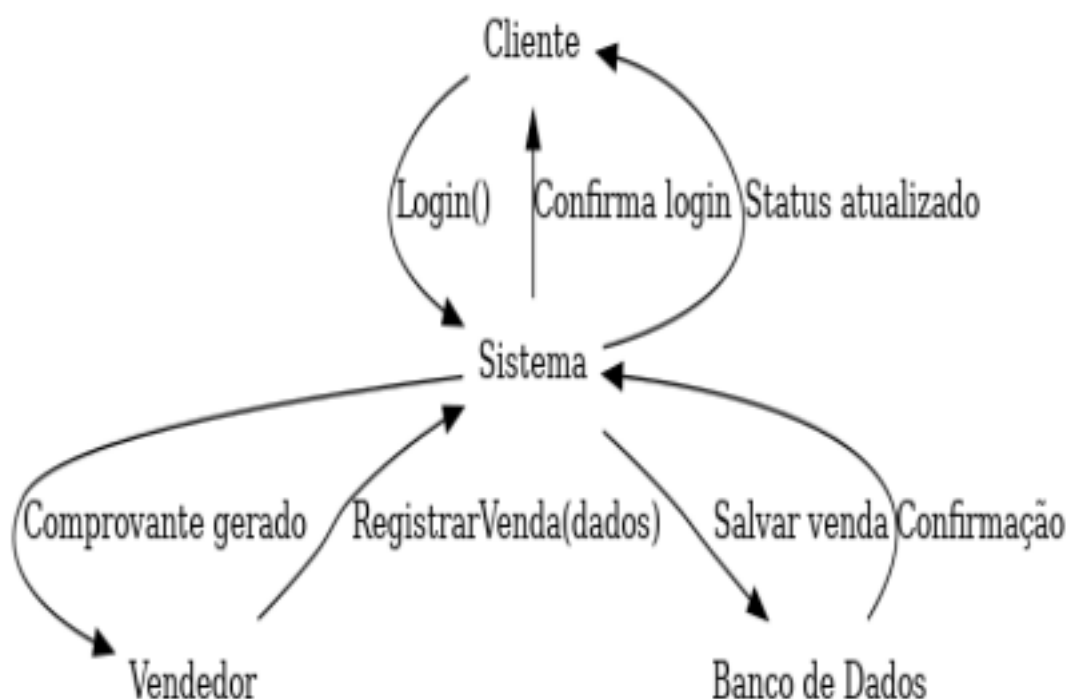 Cliente
Login()
Confirma login
Status atualizado
Sistema
Comprovante gerado
RegistrarVenda(dados)
Salvar venda
Confirmação
Vendedor
Banco de Dados